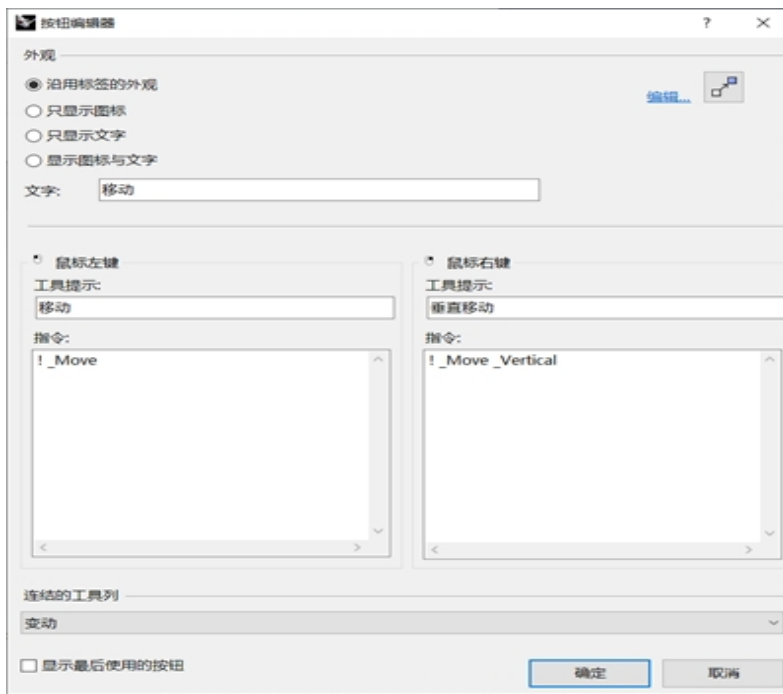 按钮编辑器
外观
沿用标签的外观
编辑...
只显示图标
只显示文字
显示图标与文字
文字: 移动
鼠标左键
工具提示:
移动
指令:
! _Move
鼠标右键
工具提示:
垂直移动
指令:
! _Move _Vertical
连结的工具列
变动
显示最后使用的按钮
确定
取消